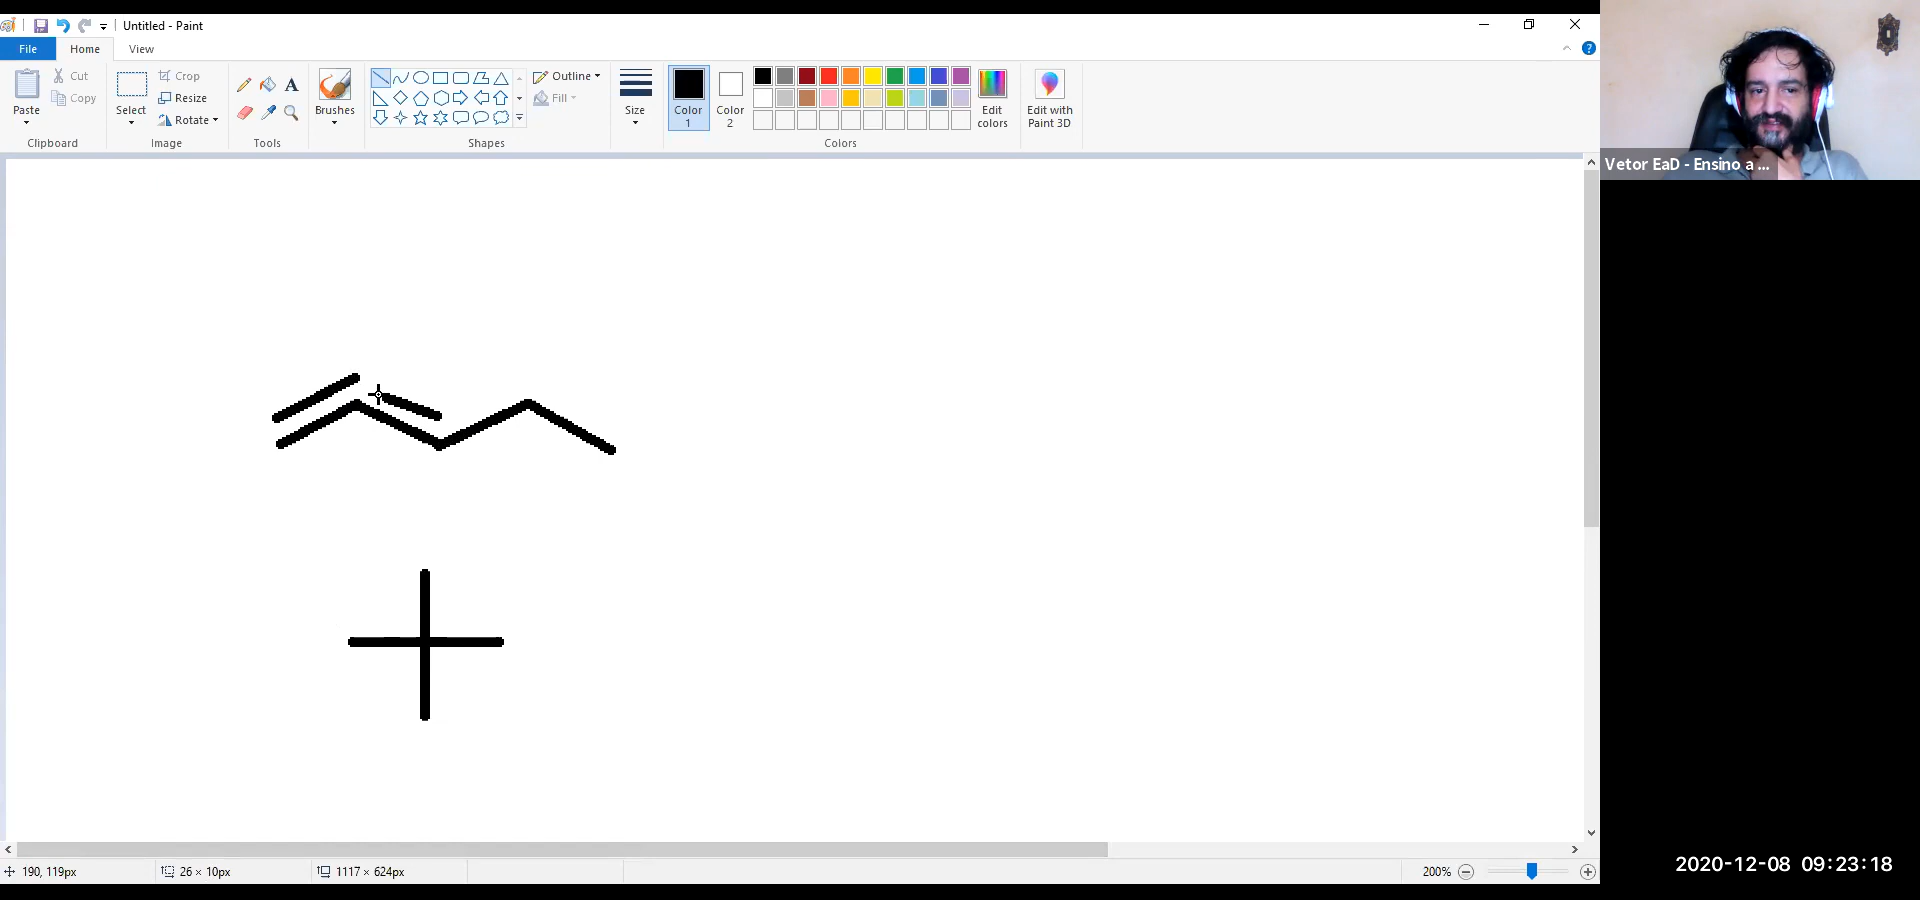 Untitled - Paint
File Home View
Paste
Cut
Copy
Clipboard
Select
Crop
Resize
Rotate
Image
Tools
Brushes
Shapes
Outline
Fill
Size
Color 1
Color 2
Edit colors
Colors
Edit with Paint 3D
Vetor EaD - Ensino a ...
190, 119px
26 × 10px
1117 × 624px
200%
2020-12-08 09:23:18